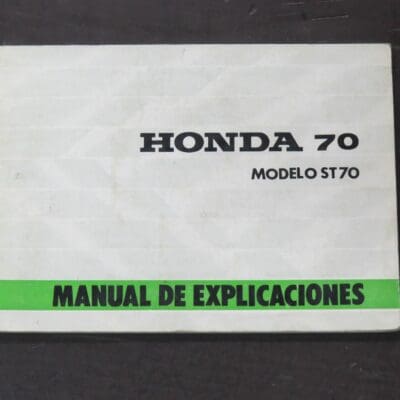 HONDA 70
MODELO ST70
MANUAL DE EXPLICACIONES